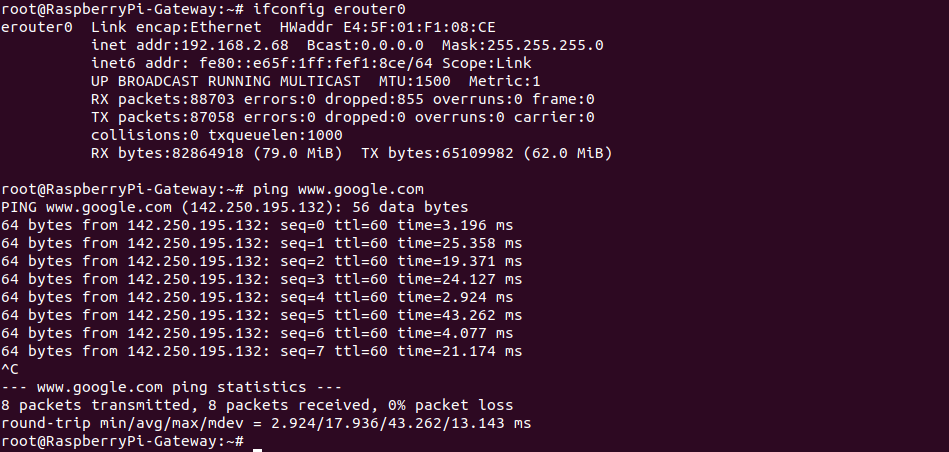 root@RaspberryPi-Gateway:~# ifconfig erouter0
erouter0  Link encap:Ethernet  HWaddr E4:5F:01:F1:08:CE
          inet addr:192.168.2.68  Bcast:0.0.0.0  Mask:255.255.255.0
          inet6 addr: fe80::e65f:1ff:fef1:8ce/64 Scope:Link
          UP BROADCAST RUNNING MULTICAST  MTU:1500  Metric:1
          RX packets:88703 errors:0 dropped:855 overruns:0 frame:0
          TX packets:87058 errors:0 dropped:0 overruns:0 carrier:0
          collisions:0 txqueuelen:1000
          RX bytes:82864918 (79.0 MiB)  TX bytes:65109982 (62.0 MiB)

root@RaspberryPi-Gateway:~# ping www.google.com
PING www.google.com (142.250.195.132): 56 data bytes
64 bytes from 142.250.195.132: seq=0 ttl=60 time=3.196 ms
64 bytes from 142.250.195.132: seq=1 ttl=60 time=25.358 ms
64 bytes from 142.250.195.132: seq=2 ttl=60 time=19.371 ms
64 bytes from 142.250.195.132: seq=3 ttl=60 time=24.127 ms
64 bytes from 142.250.195.132: seq=4 ttl=60 time=2.924 ms
64 bytes from 142.250.195.132: seq=5 ttl=60 time=43.262 ms
64 bytes from 142.250.195.132: seq=6 ttl=60 time=4.077 ms
64 bytes from 142.250.195.132: seq=7 ttl=60 time=21.174 ms
^C
--- www.google.com ping statistics ---
8 packets transmitted, 8 packets received, 0% packet loss
round-trip min/avg/max/mdev = 2.924/17.936/43.262/13.143 ms
root@RaspberryPi-Gateway:~#